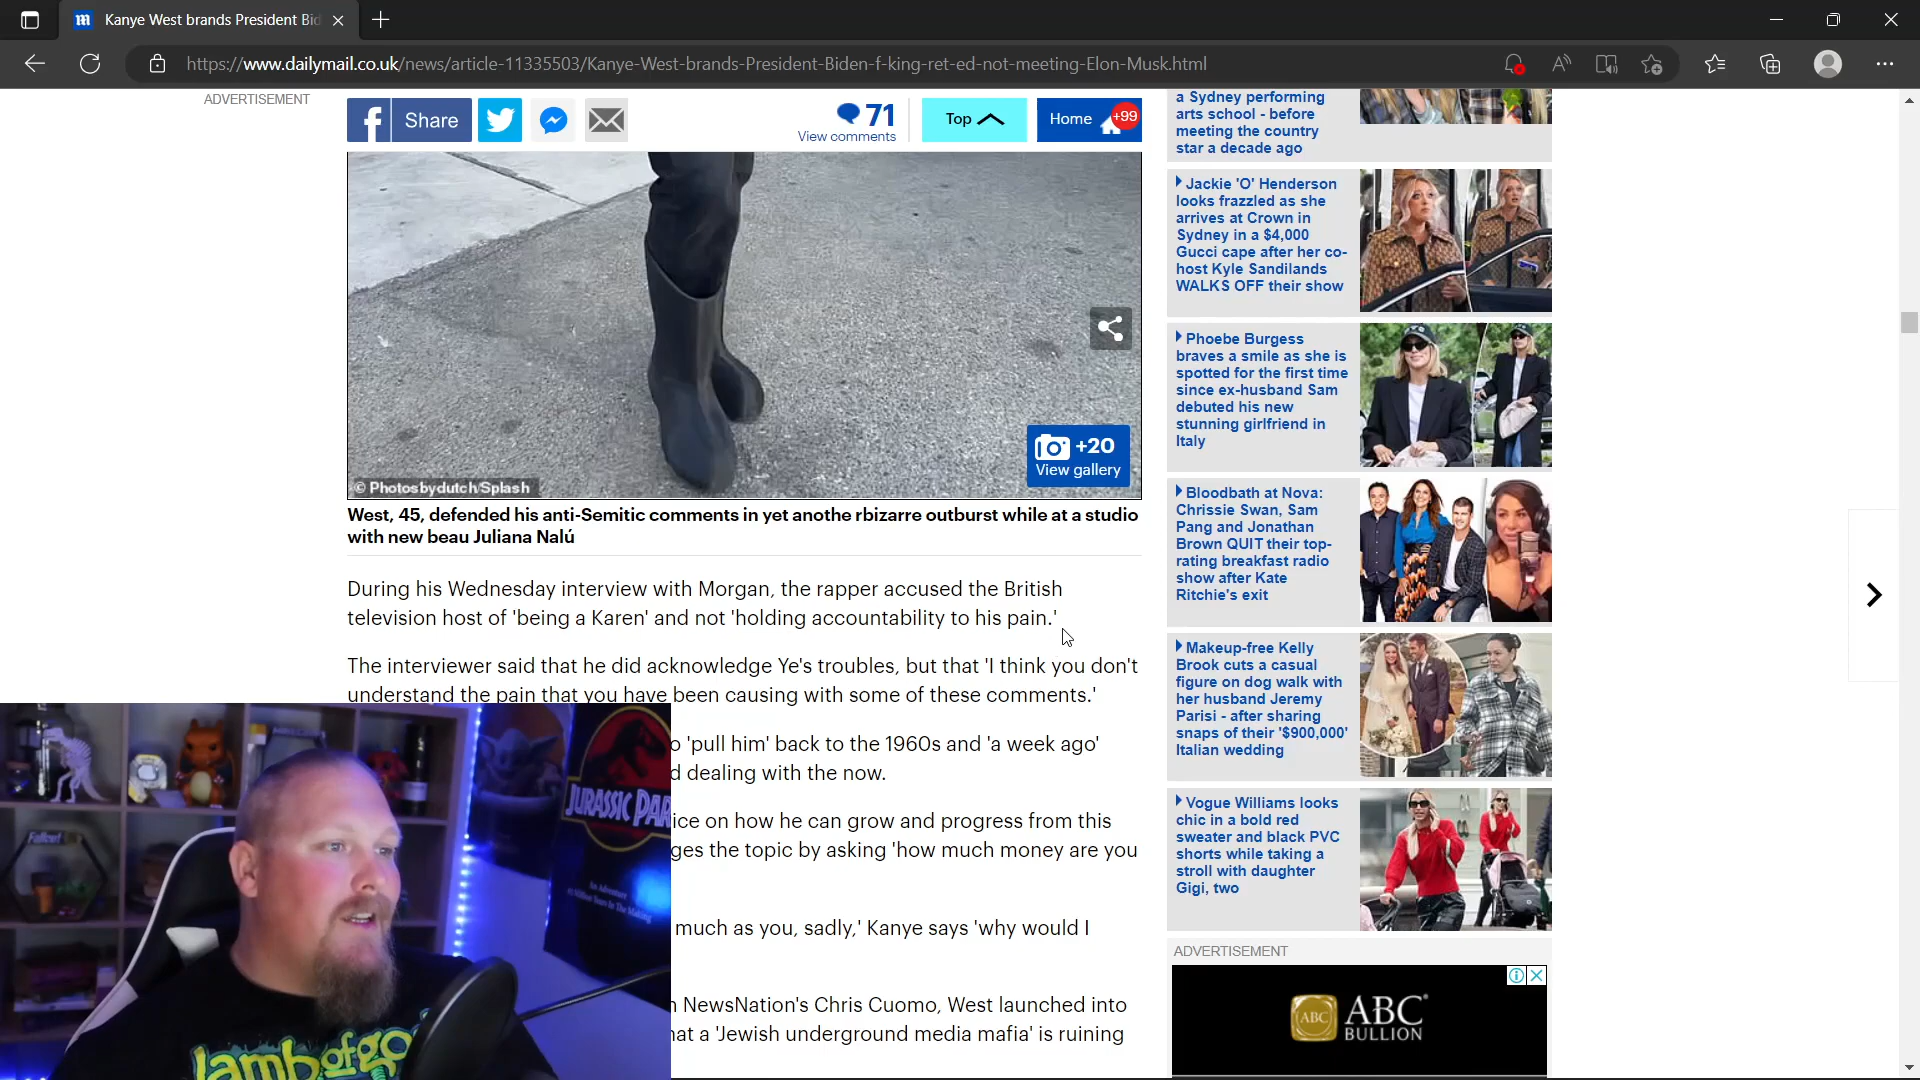 Kanye West brands President Bid
https://www.dailymail.co.uk/news/article-11335503/Kanye-West-brands-President-Biden-f-king-ret-ed-not-meeting-Elon-Musk.html
ADVERTISEMENT
Share
71
View comments
Top
Home
+99
+20
View gallery
© Photosbydutch/Splash
West, 45, defended his anti-Semitic comments in yet anothe rbizarre outburst while at a studio
with new beau Juliana Nalú
During his Wednesday interview with Morgan, the rapper accused the British
television host of 'being a Karen' and not 'holding accountability to his pain.'
The interviewer said that he did acknowledge Ye's troubles, but that 'I think you don't
understand the pain that you have been causing with some of these comments.'
'pull him' back to the 1960s and 'a week ago'
dealing with the now.
on how he can grow and progress from this
the topic by asking 'how much money are you
much as you, sadly,' Kanye says 'why would I
NewsNation's Chris Cuomo, West launched into
a 'Jewish underground media mafia' is ruining
a Sydney performing
arts school - before
meeting the country
star a decade ago
Jackie 'O' Henderson
looks frazzled as she
arrives at Crown in
Sydney in a $4,000
Gucci cape after her co-
host Kyle Sandilands
WALKS OFF their show
Phoebe Burgess
braves a smile as she is
spotted for the first time
since ex-husband Sam
debuted his new
stunning girlfriend in
Italy
Bloodbath at Nova:
Chrissie Swan, Sam
Pang and Jonathan
Brown QUIT their top-
rating breakfast radio
show after Kate
Ritchie's exit
Makeup-free Kelly
Brook cuts a casual
figure on dog walk with
her husband Jeremy
Parisi - after sharing
snaps of their '$900,000'
Italian wedding
Vogue Williams looks
chic in a bold red
sweater and black PVC
shorts while taking a
stroll with daughter
Gigi, two
ADVERTISEMENT
ABC
ABC
BULLION
JURASSIC PAR
Fallout
An Adventure
65 Million Years In The Making
lamb of go